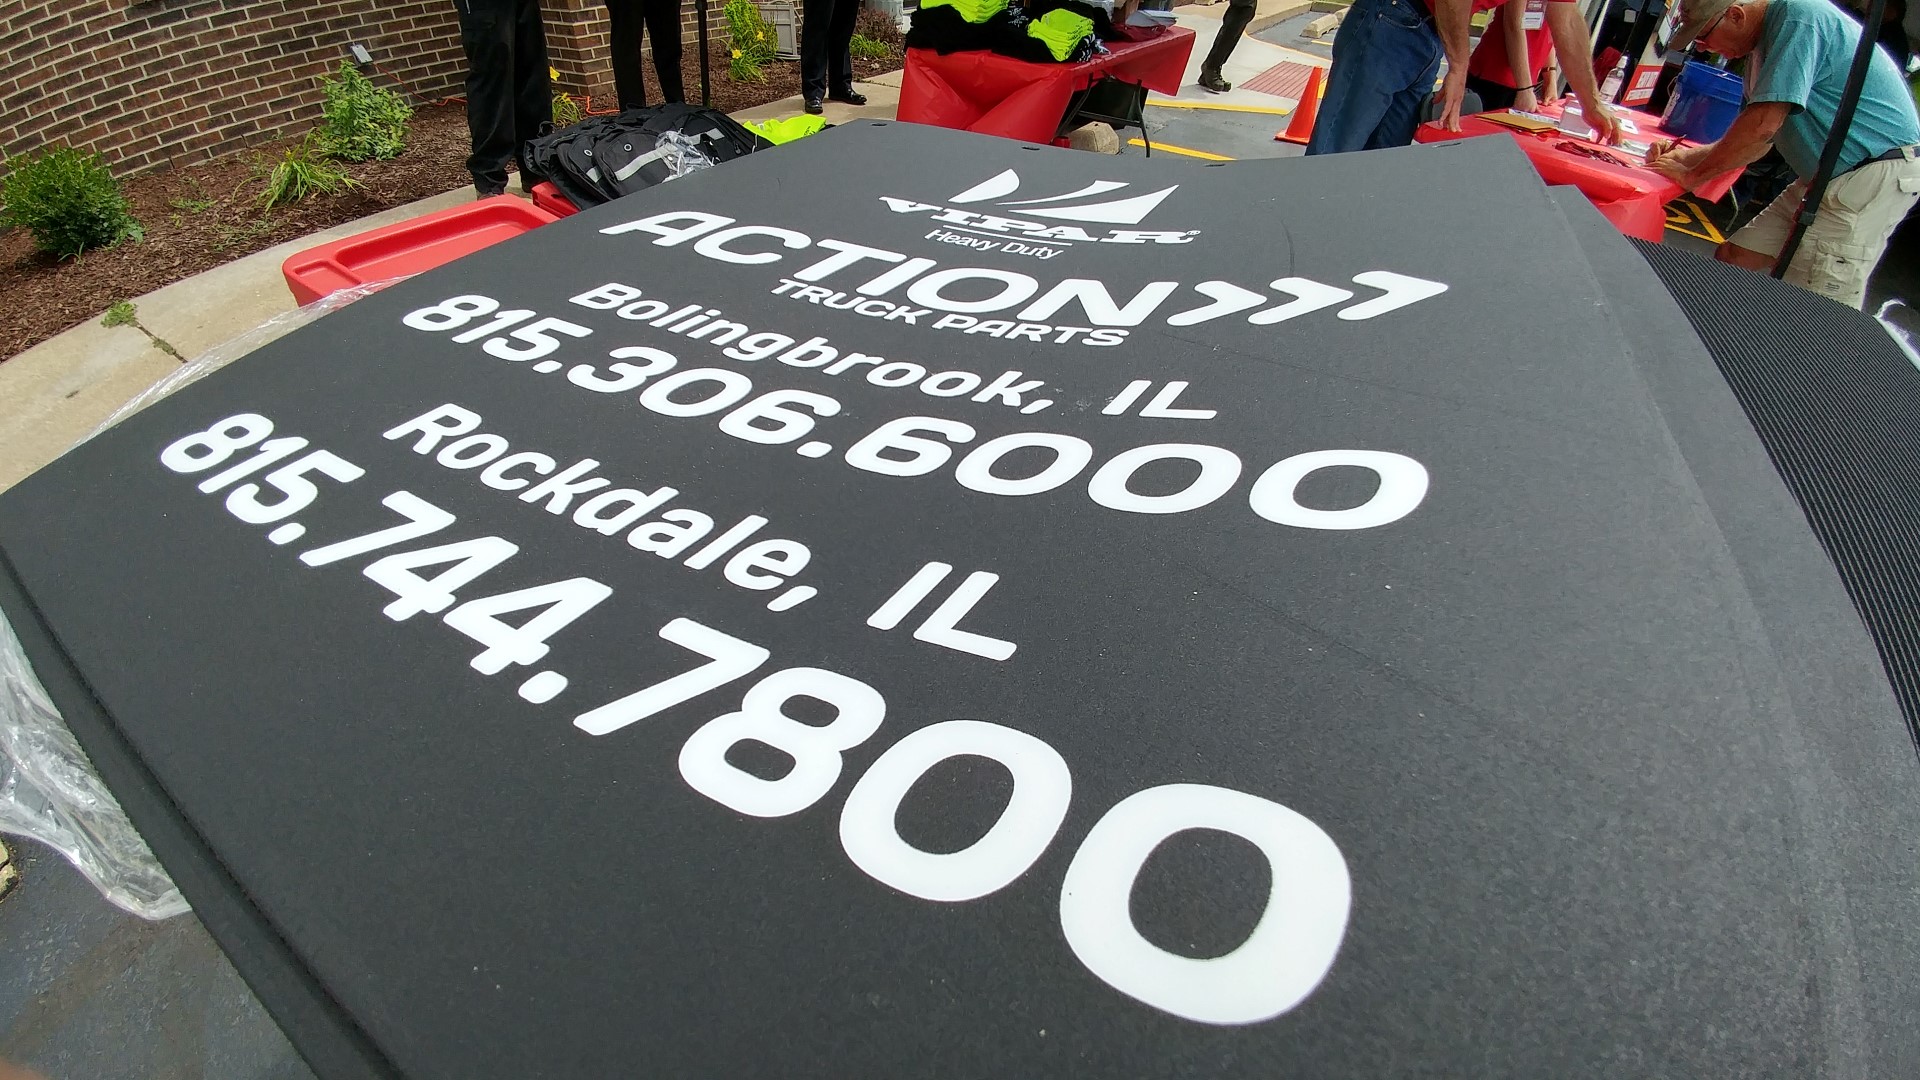 VIPAR®
Heavy Duty
ACTION
TRUCK PARTS
Bolingbrook, IL
815.306.6000
Rockdale, IL
815.744.7800